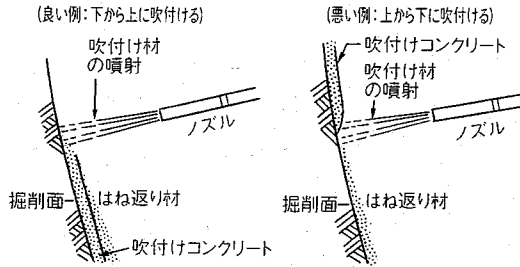 (良い例：下から上に吹付ける)
吹付け材
の噴射
ノズル
掘削面
はね返り材
吹付けコンクリート
(悪い例：上から下に吹付ける)
吹付けコンクリート
吹付け材
の噴射
ノズル
掘削面
はね返り材